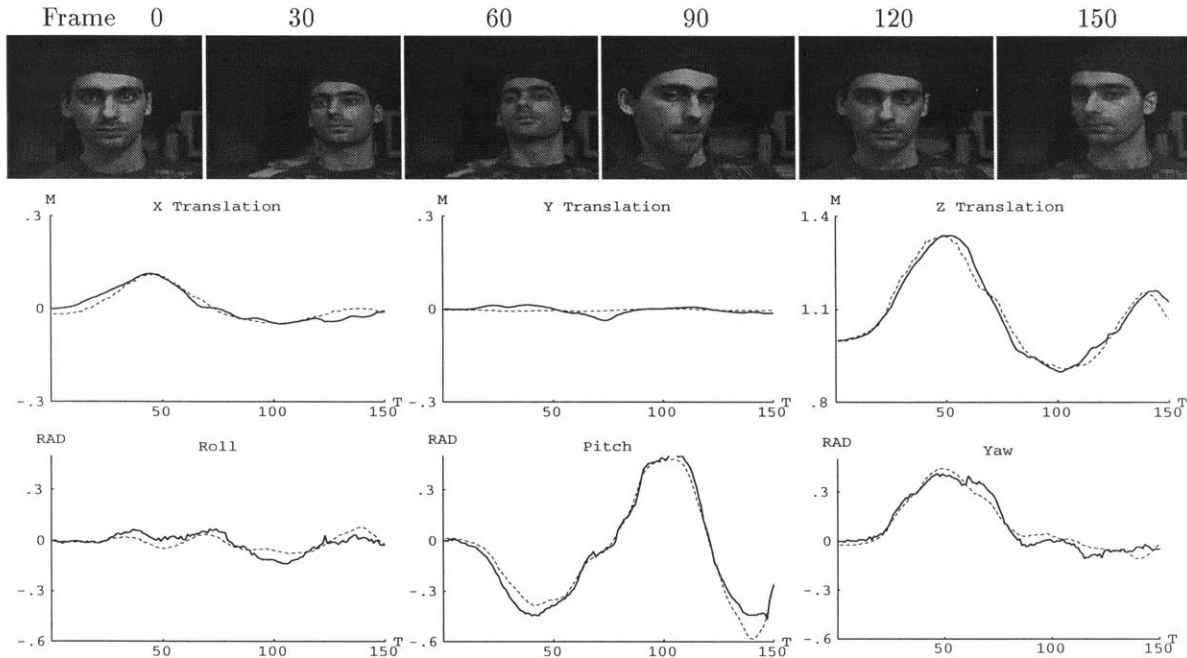 Frame 0 30 60 90 120 150
M X Translation
.3
0
-.3
50 100 150 T
M Y Translation
.3
0
-.3
50 100 150 T
M Z Translation
1.4
1.1
.8
50 100 150 T
RAD Roll
.3
0
-.3
-.6
50 100 150 T
RAD Pitch
.3
0
-.3
-.6
50 100 150 T
RAD Yaw
.3
0
-.3
-.6
50 100 150 T